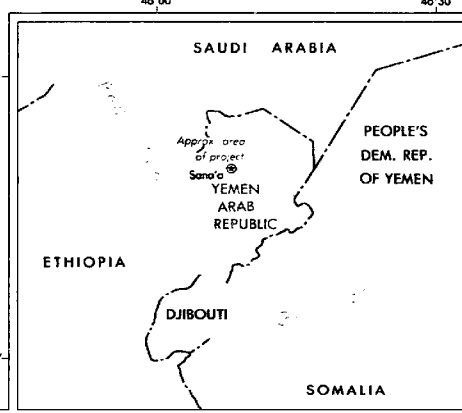 SAUDI ARABIA
Approx area
of project
Sana'a
YEMEN
ARAB
REPUBLIC
PEOPLE'S
DEM. REP.
OF YEMEN
ETHIOPIA
DJIBOUTI
SOMALIA